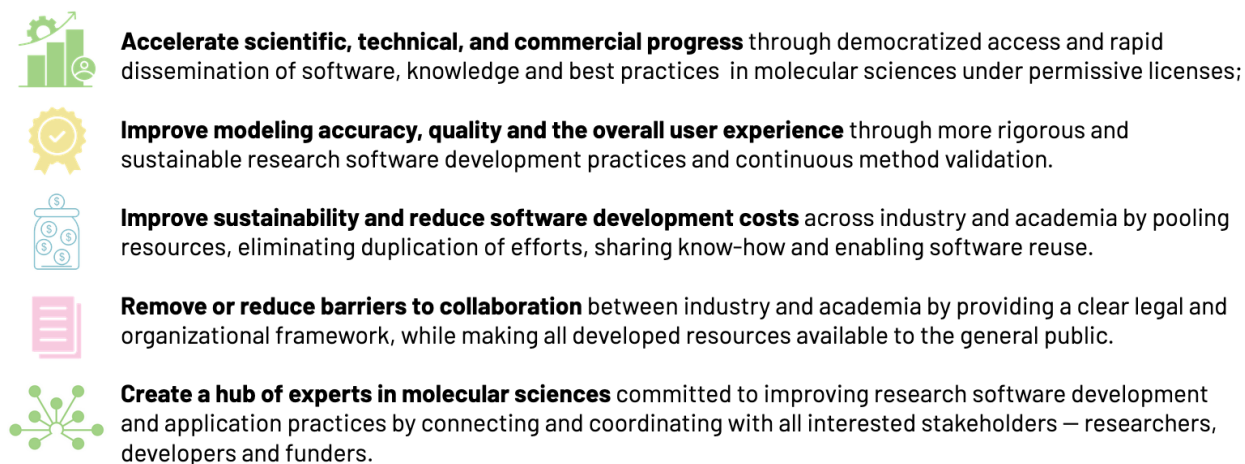 Accelerate scientific, technical, and commercial progress through democratized access and rapid
dissemination of software, knowledge and best practices in molecular sciences under permissive licenses;
Improve modeling accuracy, quality and the overall user experience through more rigorous and
sustainable research software development practices and continuous method validation.
$
$
$
$
$
Improve sustainability and reduce software development costs across industry and academia by pooling
resources, eliminating duplication of efforts, sharing know-how and enabling software reuse.
Remove or reduce barriers to collaboration between industry and academia by providing a clear legal and
organizational framework, while making all developed resources available to the general public.
Create a hub of experts in molecular sciences committed to improving research software development
and application practices by connecting and coordinating with all interested stakeholders — researchers,
developers and funders.